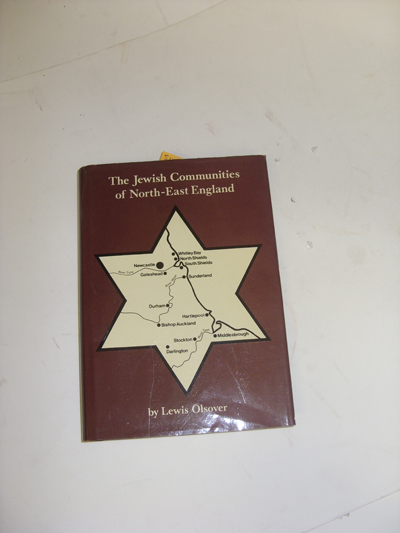 The Jewish Communities
of North-East England
Whitley Bay
North Shields
Newcastle
South Shields
Gateshead
Sunderland
Durham
Hartlepool
Bishop Auckland
Stockton
Middlesbrough
Darlington
by Lewis Olsover